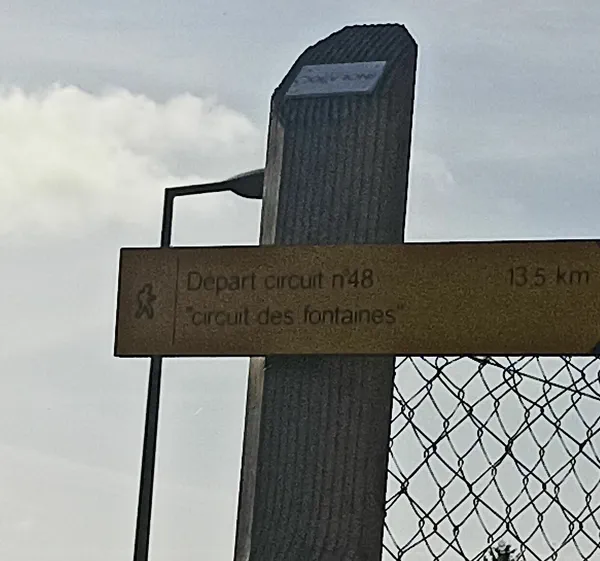 Départ circuit n°48 13.5 km
"circuit des fontaines"